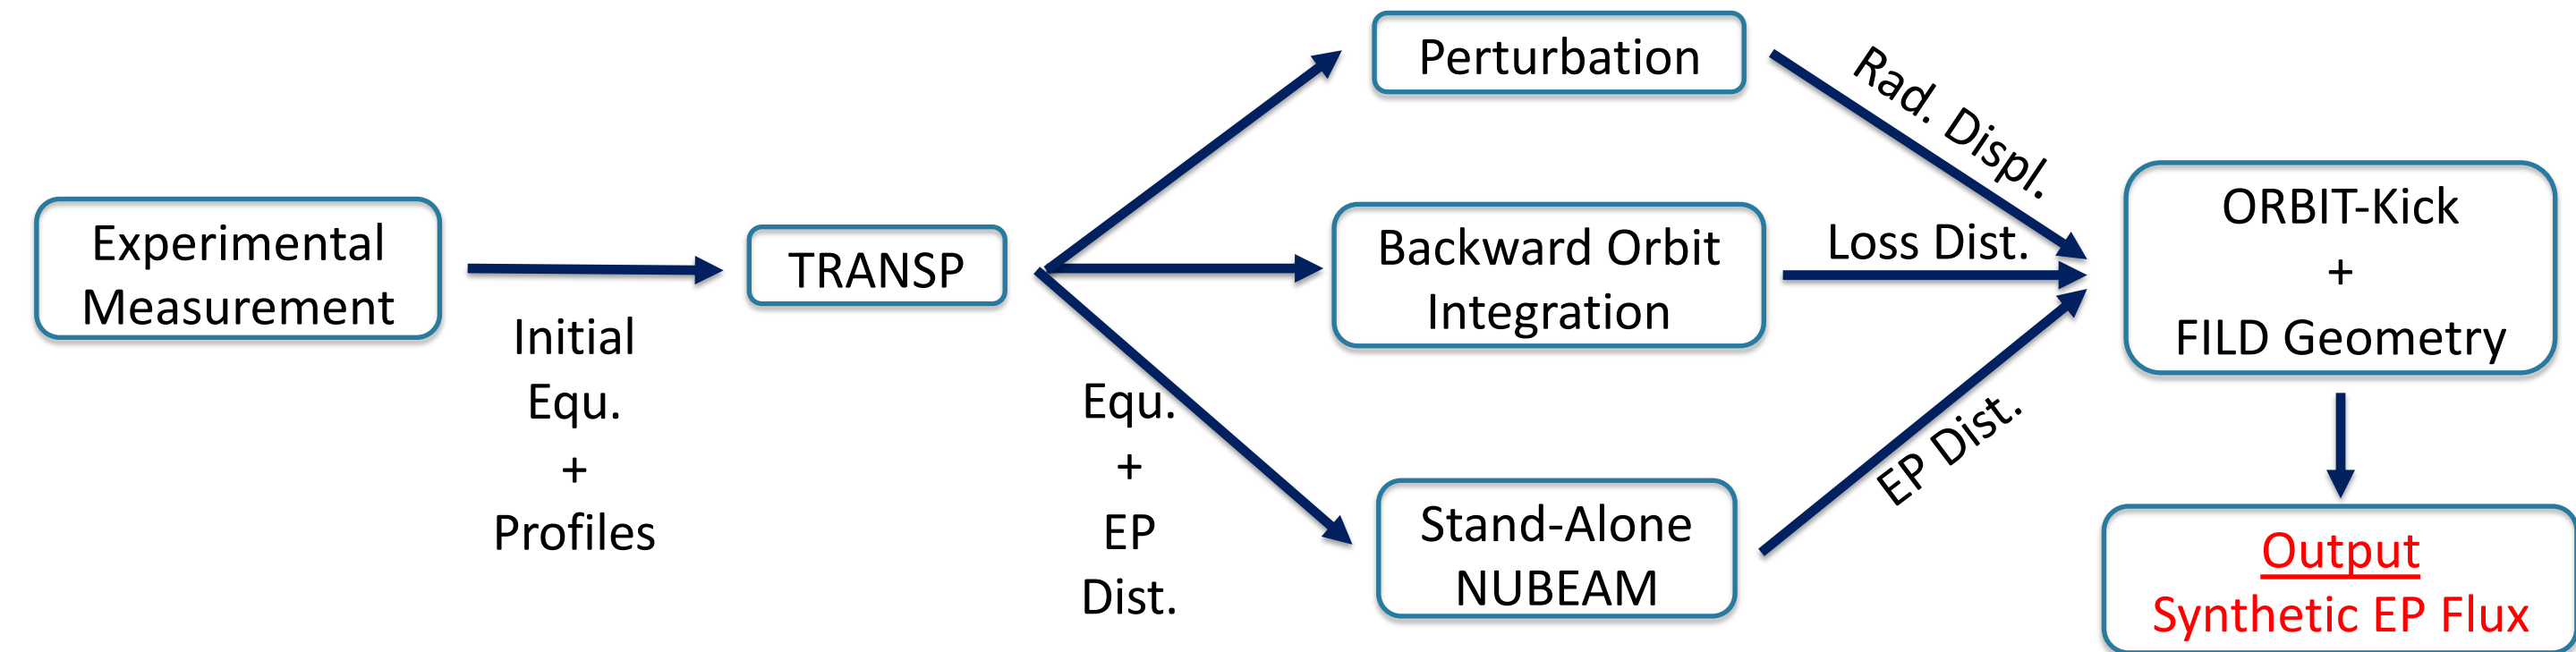 Experimental
Measurement
Initial
Equ.
+
Profiles
TRANSP
Equ.
+
EP
Dist.
Perturbation
Backward Orbit
Integration
Stand-Alone
NUBEAM
Rad. Displ.
Loss Dist.
EP Dist.
ORBIT-Kick
+
FILD Geometry
Output
Synthetic EP Flux